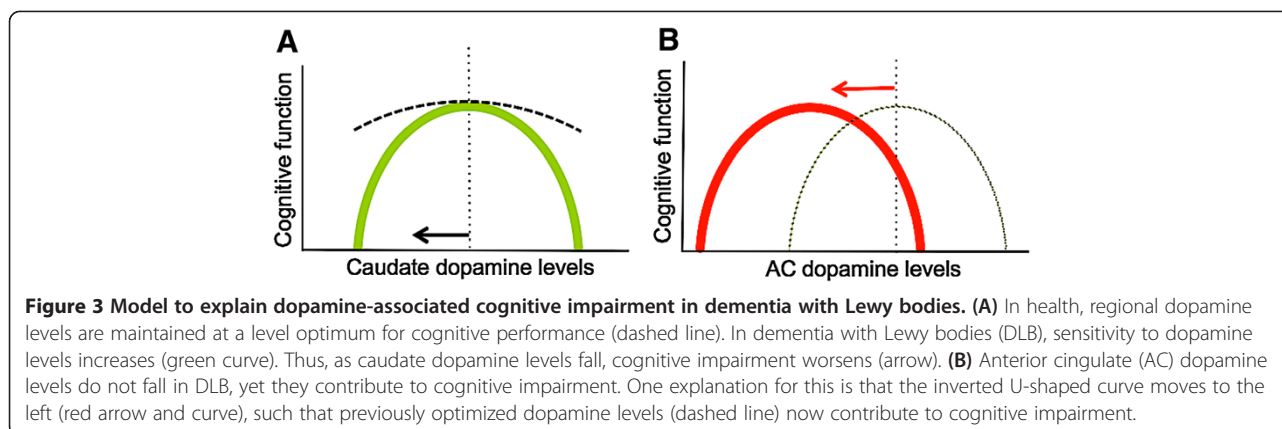 A
B
Cognitive function
Caudate dopamine levels
Cognitive function
AC dopamine levels
Figure 3 Model to explain dopamine-associated cognitive impairment in dementia with Lewy bodies. (A) In health, regional dopamine
levels are maintained at a level optimum for cognitive performance (dashed line). In dementia with Lewy bodies (DLB), sensitivity to dopamine
levels increases (green curve). Thus, as caudate dopamine levels fall, cognitive impairment worsens (arrow). (B) Anterior cingulate (AC) dopamine
levels do not fall in DLB, yet they contribute to cognitive impairment. One explanation for this is that the inverted U-shaped curve moves to the
left (red arrow and curve), such that previously optimized dopamine levels (dashed line) now contribute to cognitive impairment.